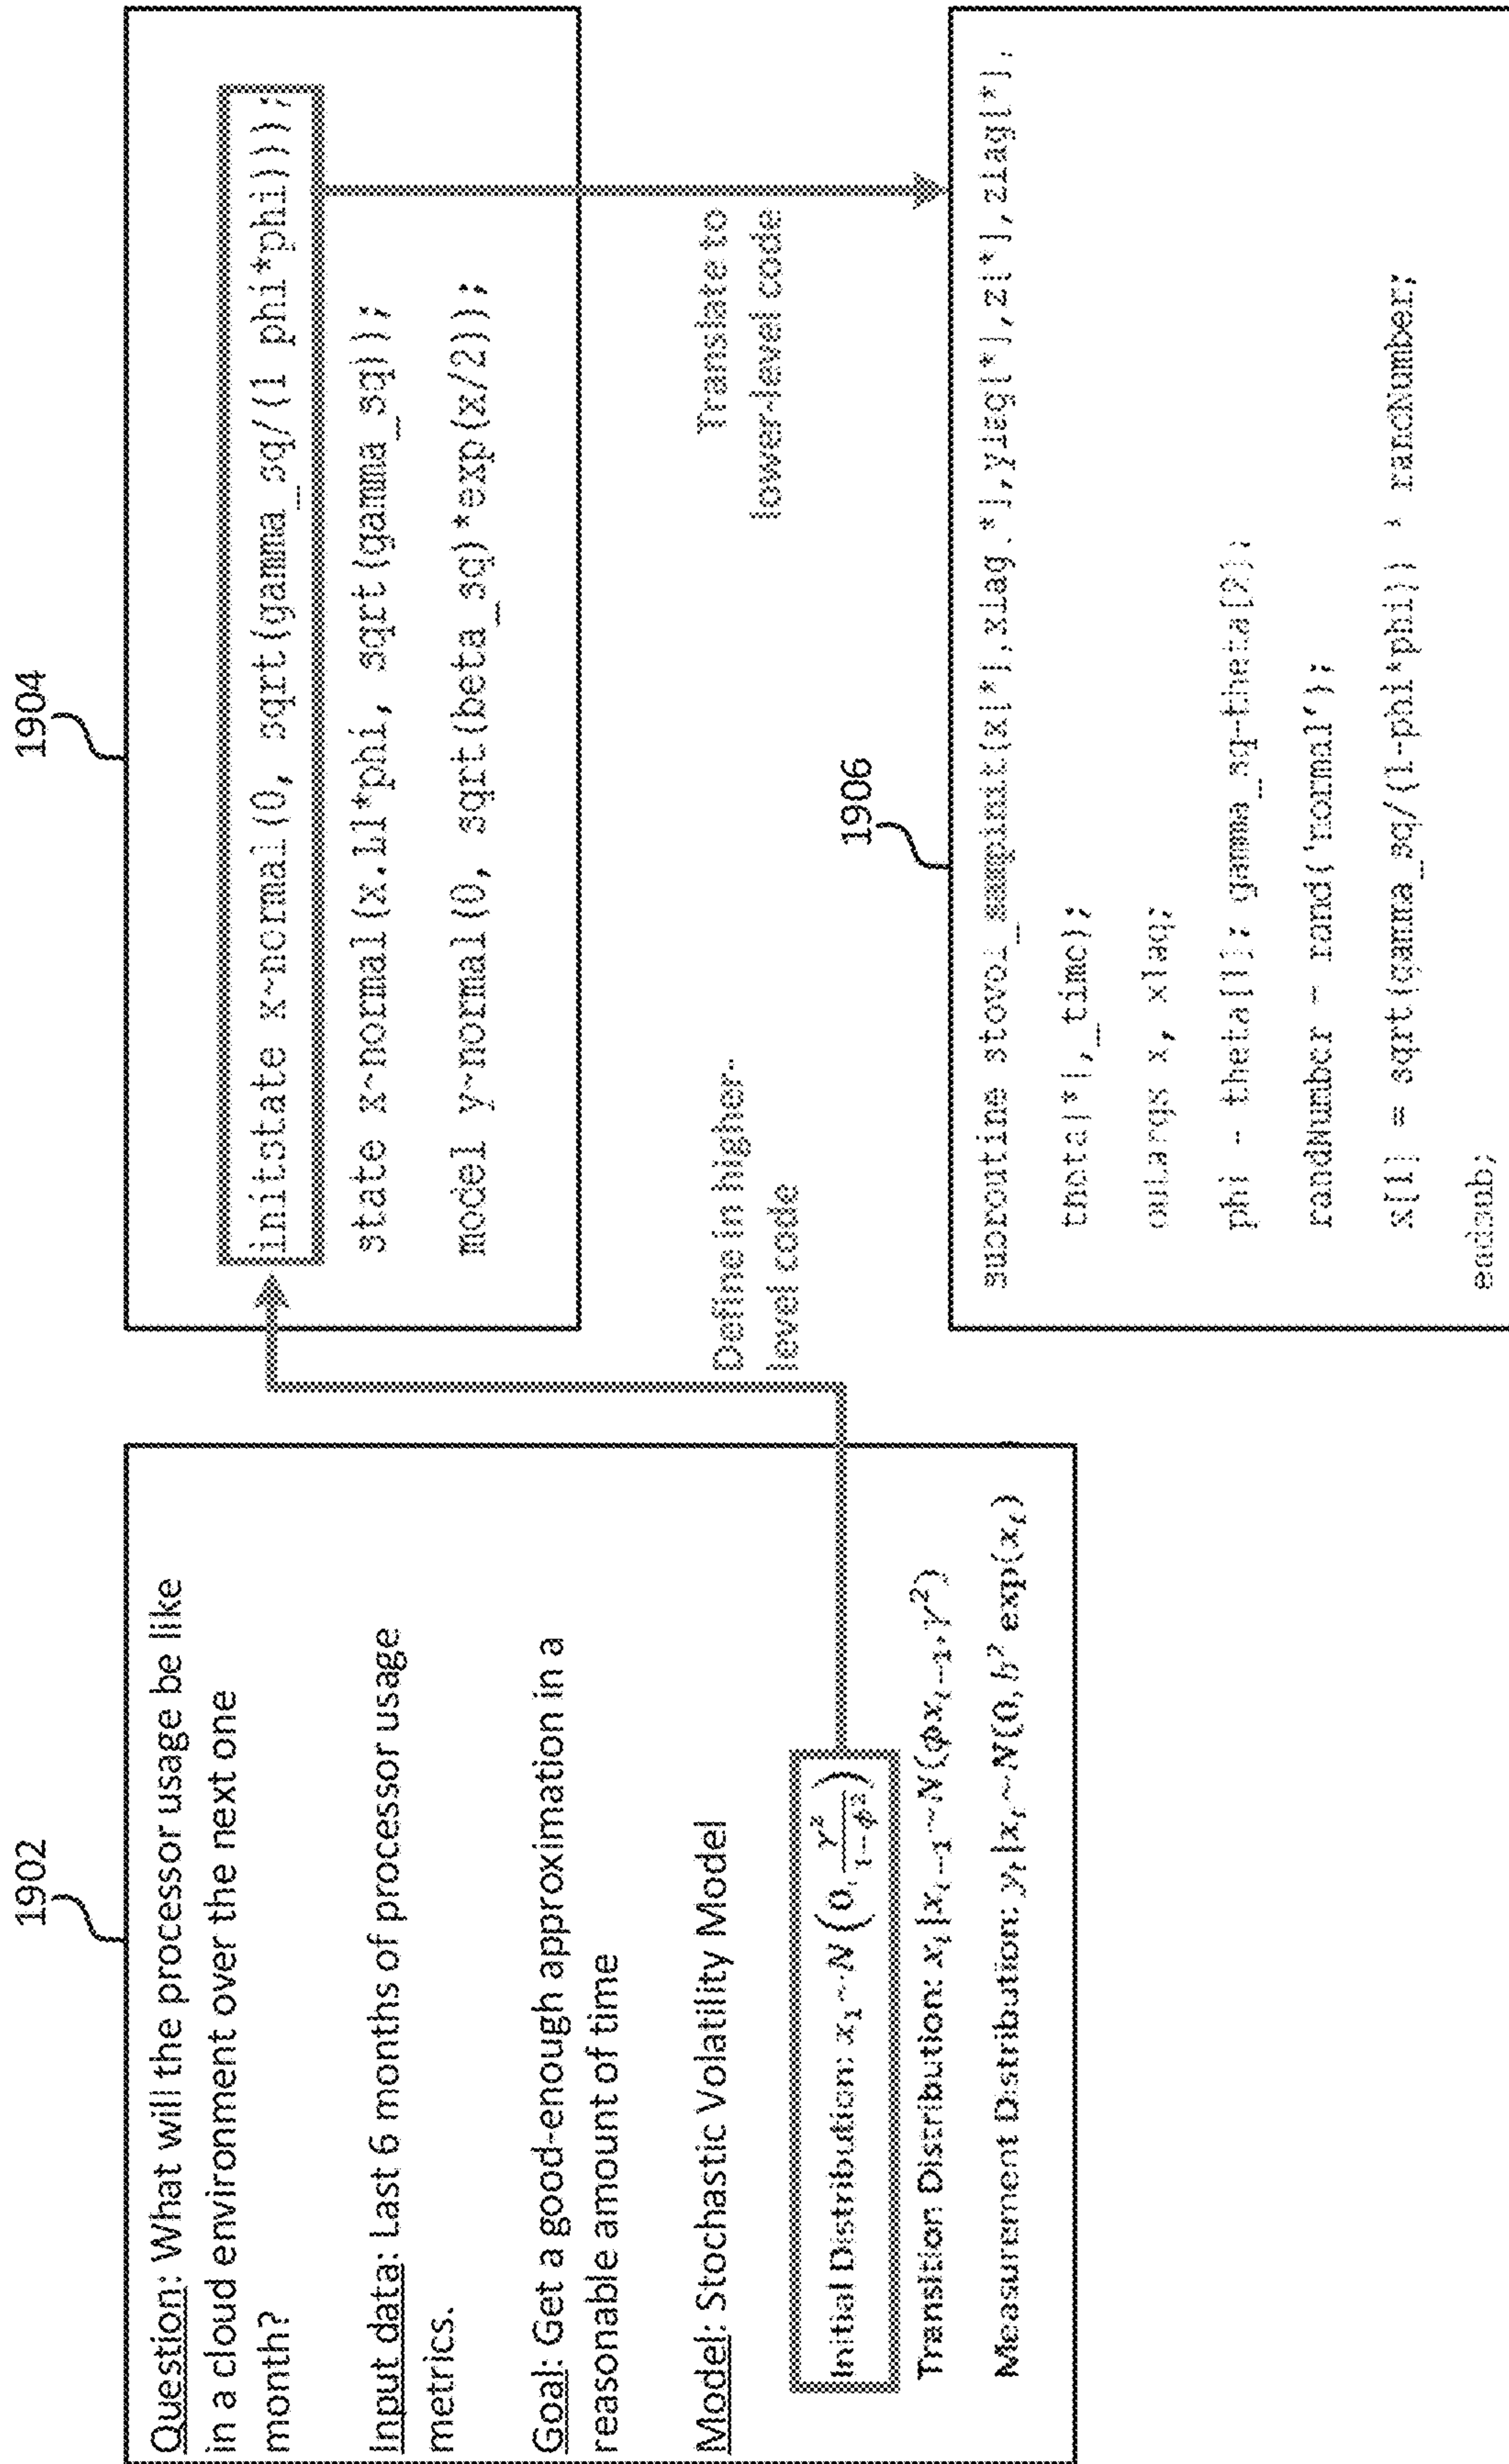 1902
Question: What will the processor usage be like
in a cloud environment over the next one
month?
Input data: Last 6 months of processor usage
metrics.
Goal: Get a good-enough approximation in a
reasonable amount of time
Model: Stochastic Volatility Model
Initial Distribution: x₁ ~ N(0, γ²/(1−ϕ²))
Transition Distribution: xₜ|xₜ₋₁ ~ N(ϕxₜ₋₁, γ²)
Measurement Distribution: yₜ|xₜ ~ N(0, b² exp(xₜ)
Define in higher-
level code
1904
initstate x~normal(0, sqrt(gamma_sq/(1 phi*phi)));
state x~normal(x.L1*phi, sqrt(gamma_sq));
model y~normal(0, sqrt(beta_sq)*exp(x/2));
Translate to
lower-level code
1906
subroutine stovol_sampinit(x[*],xlag[*],ylag[*],z[*],zlag[*],
theta[*],_time);
outargs x, xlag;
phi = theta[1]; gamma_sq=theta[2];
randNumber = rand('normal');
x[1] = sqrt(gamma_sq/(1-phi*phi)) * randNumber;
endsub;